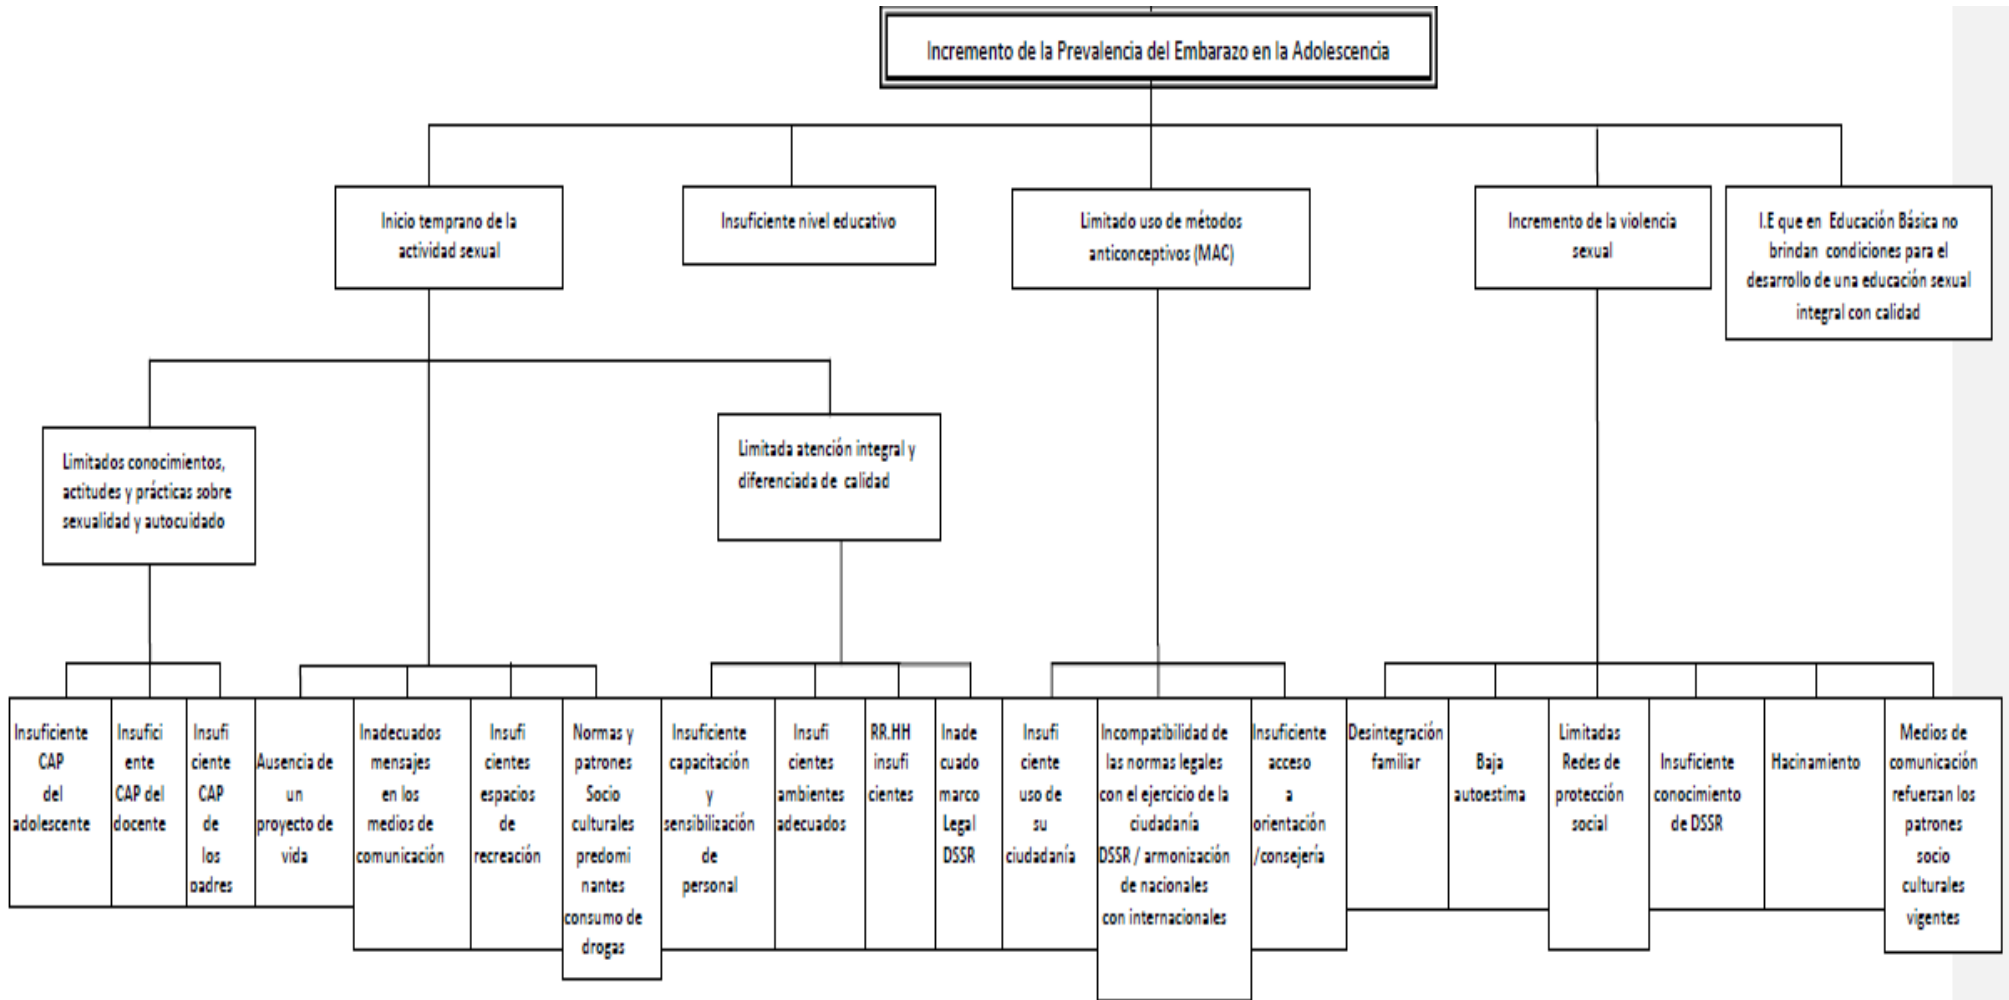 Incremento de la Prevalencia del Embarazo en la Adolescencia
Inicio temprano de la
actividad sexual
Insuficiente nivel educativo
Limitado uso de métodos
anticonceptivos (MAC)
Incremento de la violencia
sexual
I.E que en Educación Básica no
brindan condiciones para el
desarrollo de una educación sexual
integral con calidad
Limitados conocimientos,
actitudes y prácticas sobre
sexualidad y autocuidado
Limitada atención integral y
diferenciada de calidad
Insuficiente
CAP
del
adolescente
Insufici
ente
CAP del
docente
Insufi
ciente
CAP
de
los
padres
Ausencia de
un
proyecto de
vida
Inadecuados
mensajes
en los
medios de
comunicación
Insufi
cientes
espacios
de
recreación
Normas y
patrones
Socio
culturales
predomi
nantes
consumo de
drogas
Insuficiente
capacitación
y
sensibilización
de
personal
Insufi
cientes
ambientes
adecuados
RR.HH
insufi
cientes
Inade
cuado
marco
Legal
DSSR
Insufi
ciente
uso de
su
ciudadanía
Incompatibilidad de
las normas legales
con el ejercicio de la
ciudadanía
DSSR / armonización
de nacionales
con internacionales
Insuficiente
acceso
a
orientación
/consejería
Desintegración
familiar
Baja
autoestima
Limitadas
Redes de
protección
social
Insuficiente
conocimiento
de DSSR
Hacinamiento
Medios de
comunicación
refuerzan los
patrones
socio
culturales
vigentes